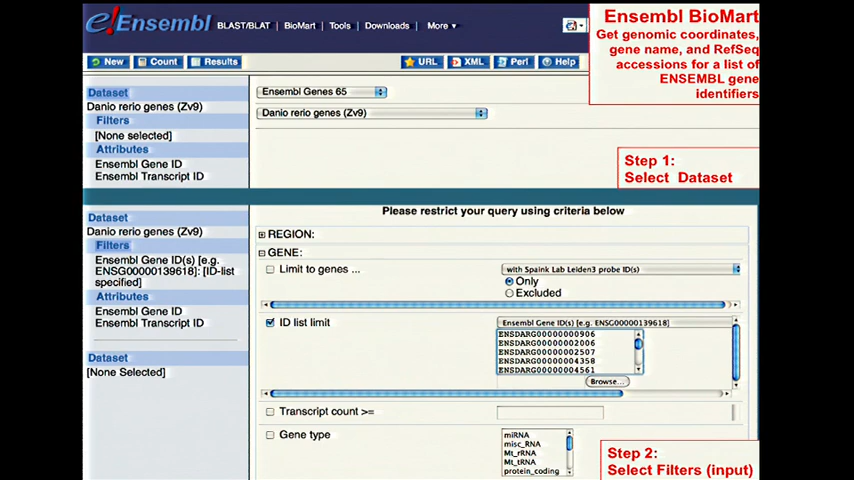 e!Ensembl BLAST/BLAT | BioMart | Tools | Downloads | More ▾
Ensembl BioMart
Get genomic coordinates,
gene name, and RefSeq
accessions for a list of
ENSEMBL gene
identifiers
New Count Results URL XML Perl Help
Dataset
Danio rerio genes (Zv9)
Filters
[None selected]
Attributes
Ensembl Gene ID
Ensembl Transcript ID
Ensembl Genes 65
Danio rerio genes (Zv9)
Step 1:
Select Dataset
Dataset
Danio rerio genes (Zv9)
Filters
Ensembl Gene ID(s) [e.g.
ENSG00000139618]: [ID-list
specified]
Attributes
Ensembl Gene ID
Ensembl Transcript ID
Dataset
[None Selected]
Please restrict your query using criteria below
REGION:
GENE:
Limit to genes ... with Spaink Lab Leiden3 probe ID(s)
Only
Excluded
ID list limit Ensembl Gene ID(s) [e.g. ENSG00000139618]
ENSDARG00000000906
ENSDARG00000002006
ENSDARG00000002507
ENSDARG00000004358
ENSDARG00000004561
Browse...
Transcript count >=
Gene type
miRNA
misc_RNA
Mt_rRNA
Mt_tRNA
protein_coding
Step 2:
Select Filters (input)